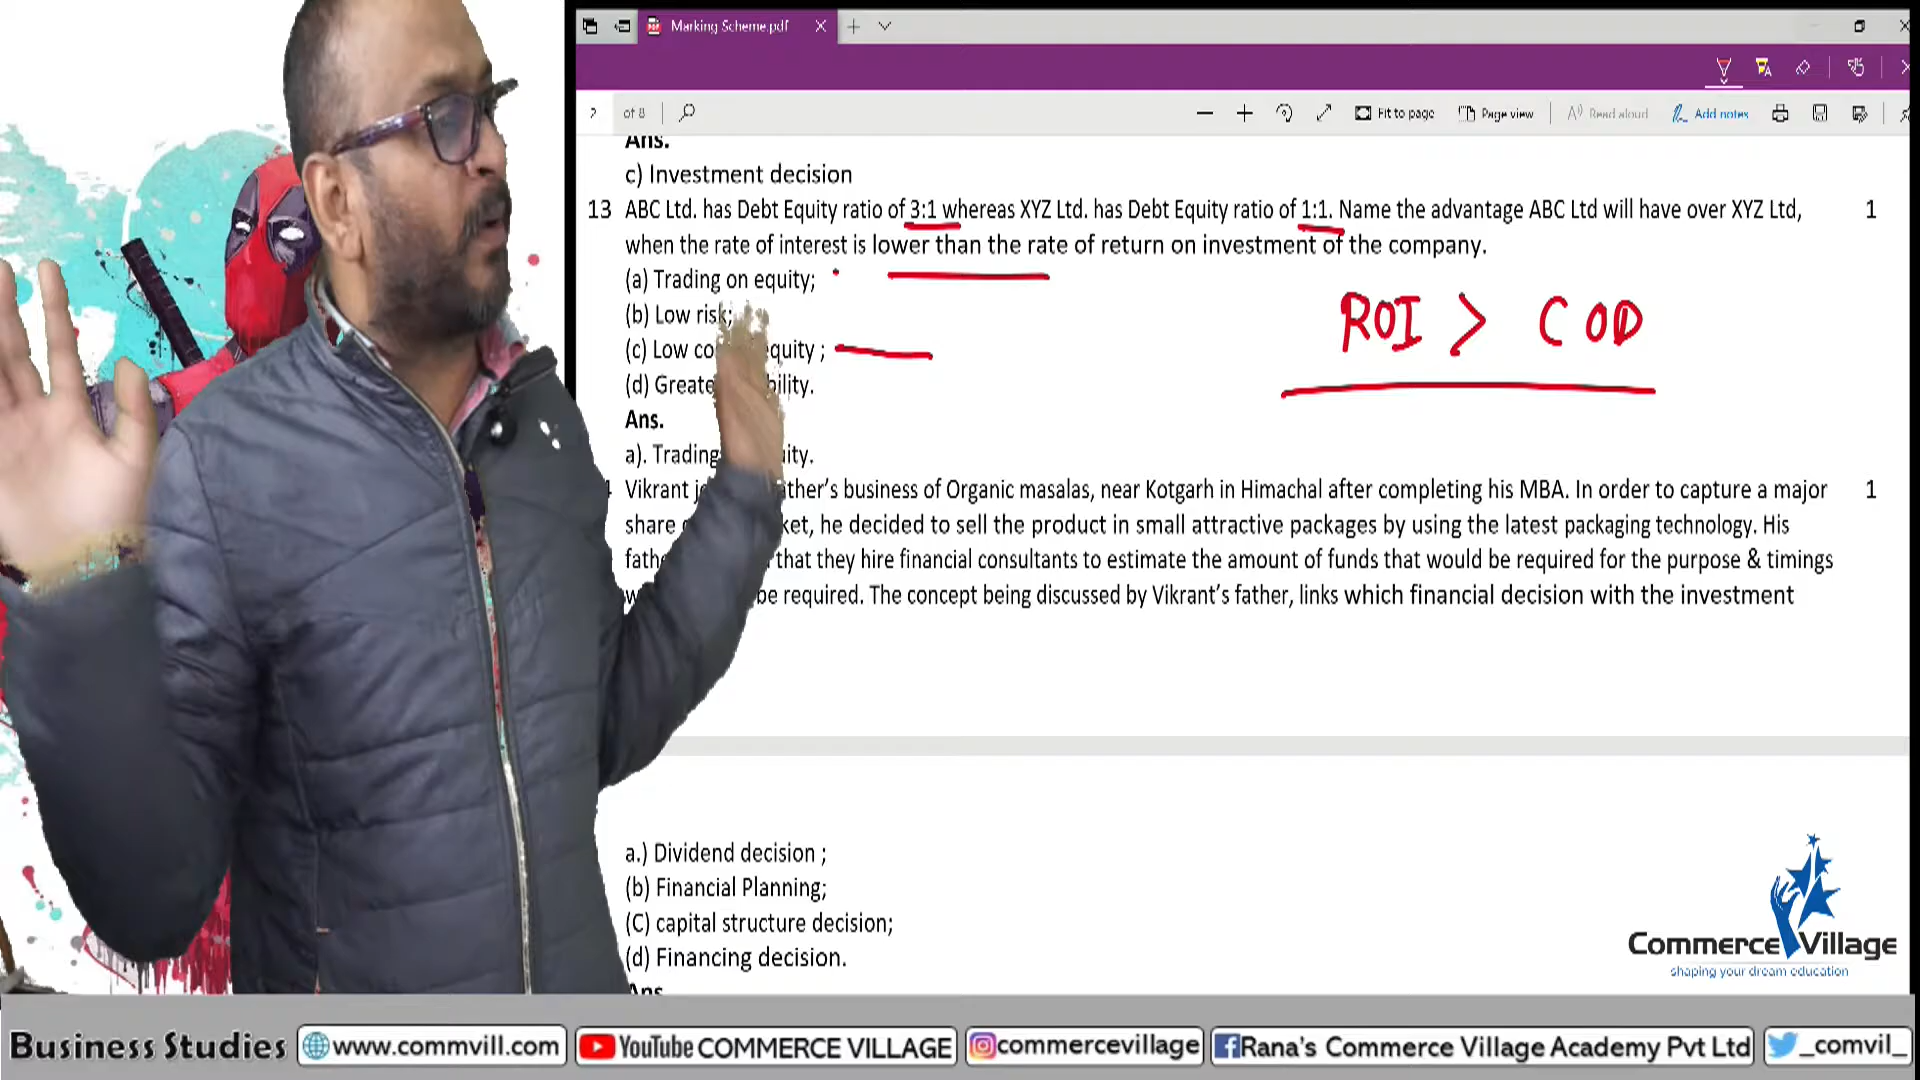 Marking Scheme.pdf
2 of 8
Fit to page
Page view
Read aloud
Add notes
Ans.
c) Investment decision
13 ABC Ltd. has Debt Equity ratio of 3:1 whereas XYZ Ltd. has Debt Equity ratio of 1:1. Name the advantage ABC Ltd will have over XYZ Ltd, 1
when the rate of interest is lower than the rate of return on investment of the company.
(a) Trading on equity;
(b) Low risk;
(c) Low equity ;
(d)
ROI > COD
Ans.
a). Trading
Vikrant business of Organic masalas, near Kotgarh in Himachal after completing his MBA. In order to capture a major 1
share he decided to sell the product in small attractive packages by using the latest packaging technology. His
that they hire financial consultants to estimate the amount of funds that would be required for the purpose & timings
be required. The concept being discussed by Vikrant's father, links which financial decision with the investment
a.) Dividend decision ;
(b) Financial Planning;
(C) capital structure decision;
(d) Financing decision.
Ans
Commerce Village
shaping your dream education
Business Studies www.commvill.com YouTube COMMERCE VILLAGE commercevillage Rana's Commerce Village Academy Pvt Ltd _comvil_